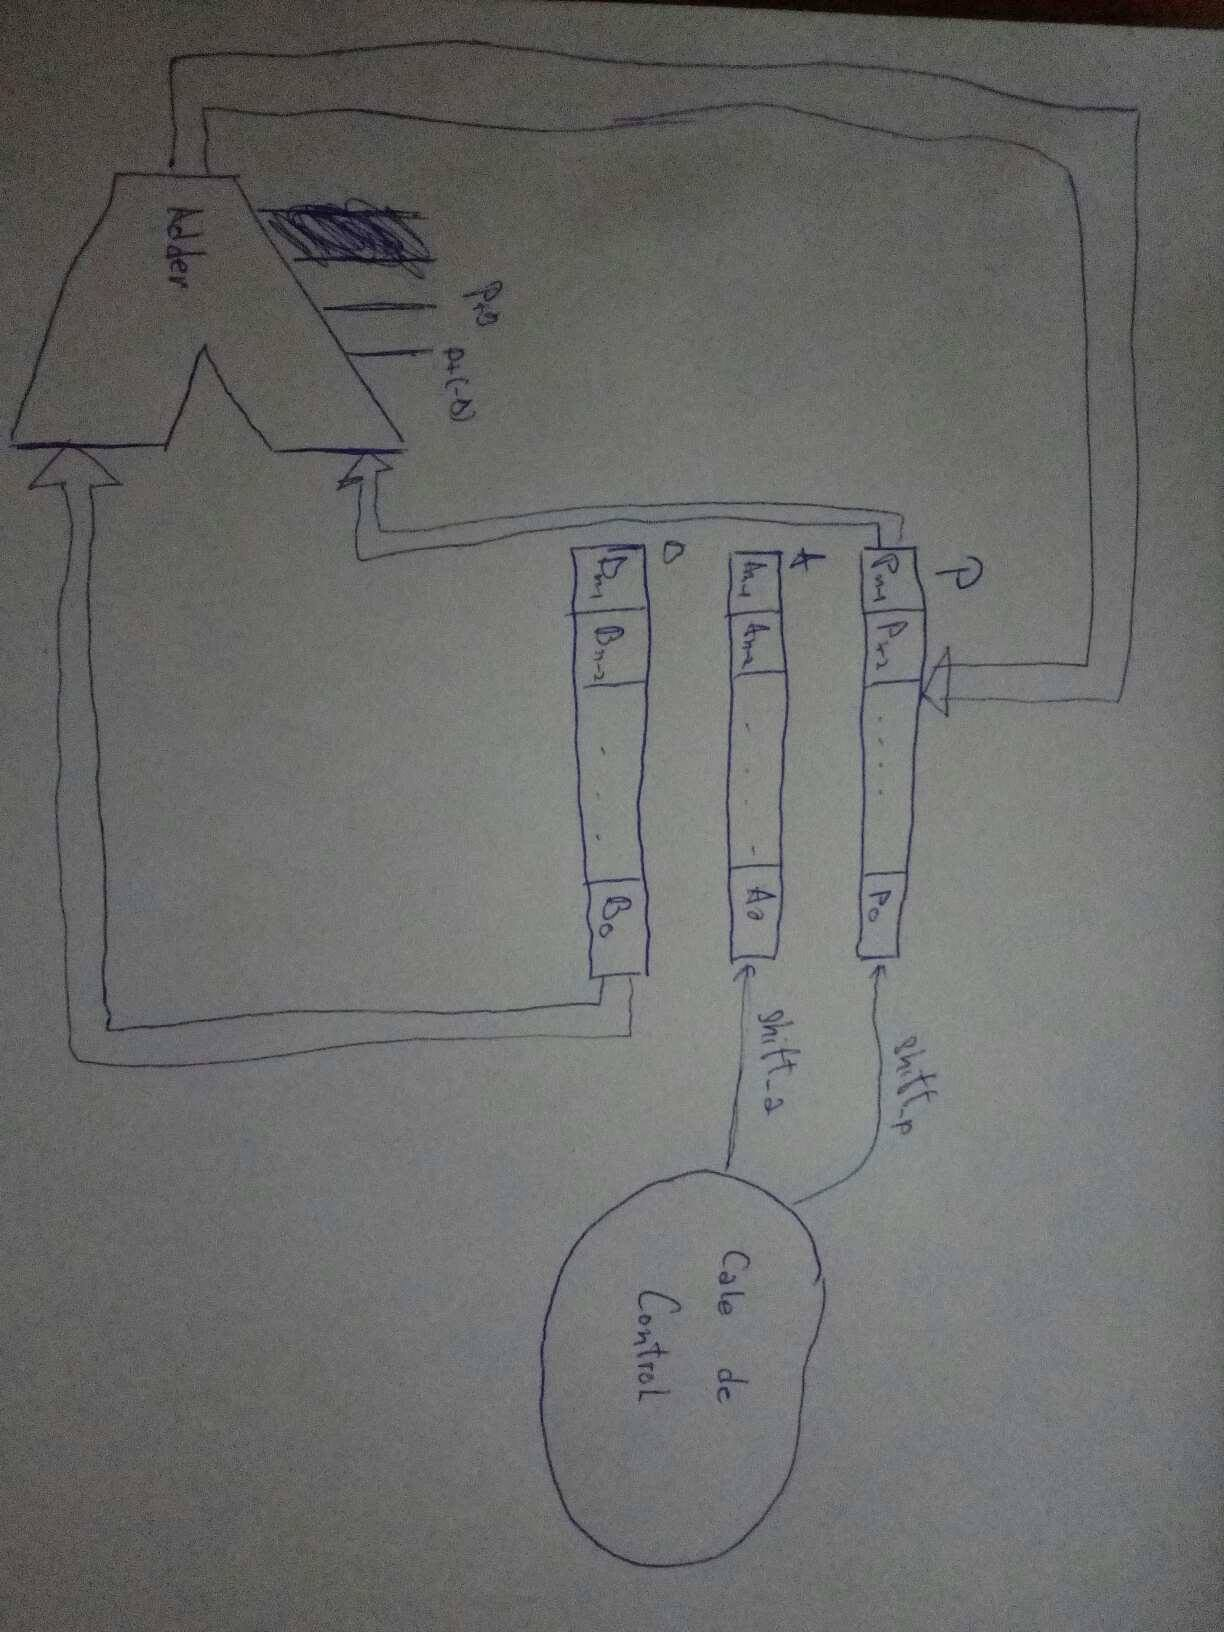 P
Pn-1 Pn-2 . . . . P0
shift_p
A
An-1 An-2 . . . . A0
shift_a
B
Bn-1 Bn-2 . . . B0
Cale de
Control
P+B
P+(-B)
Adder